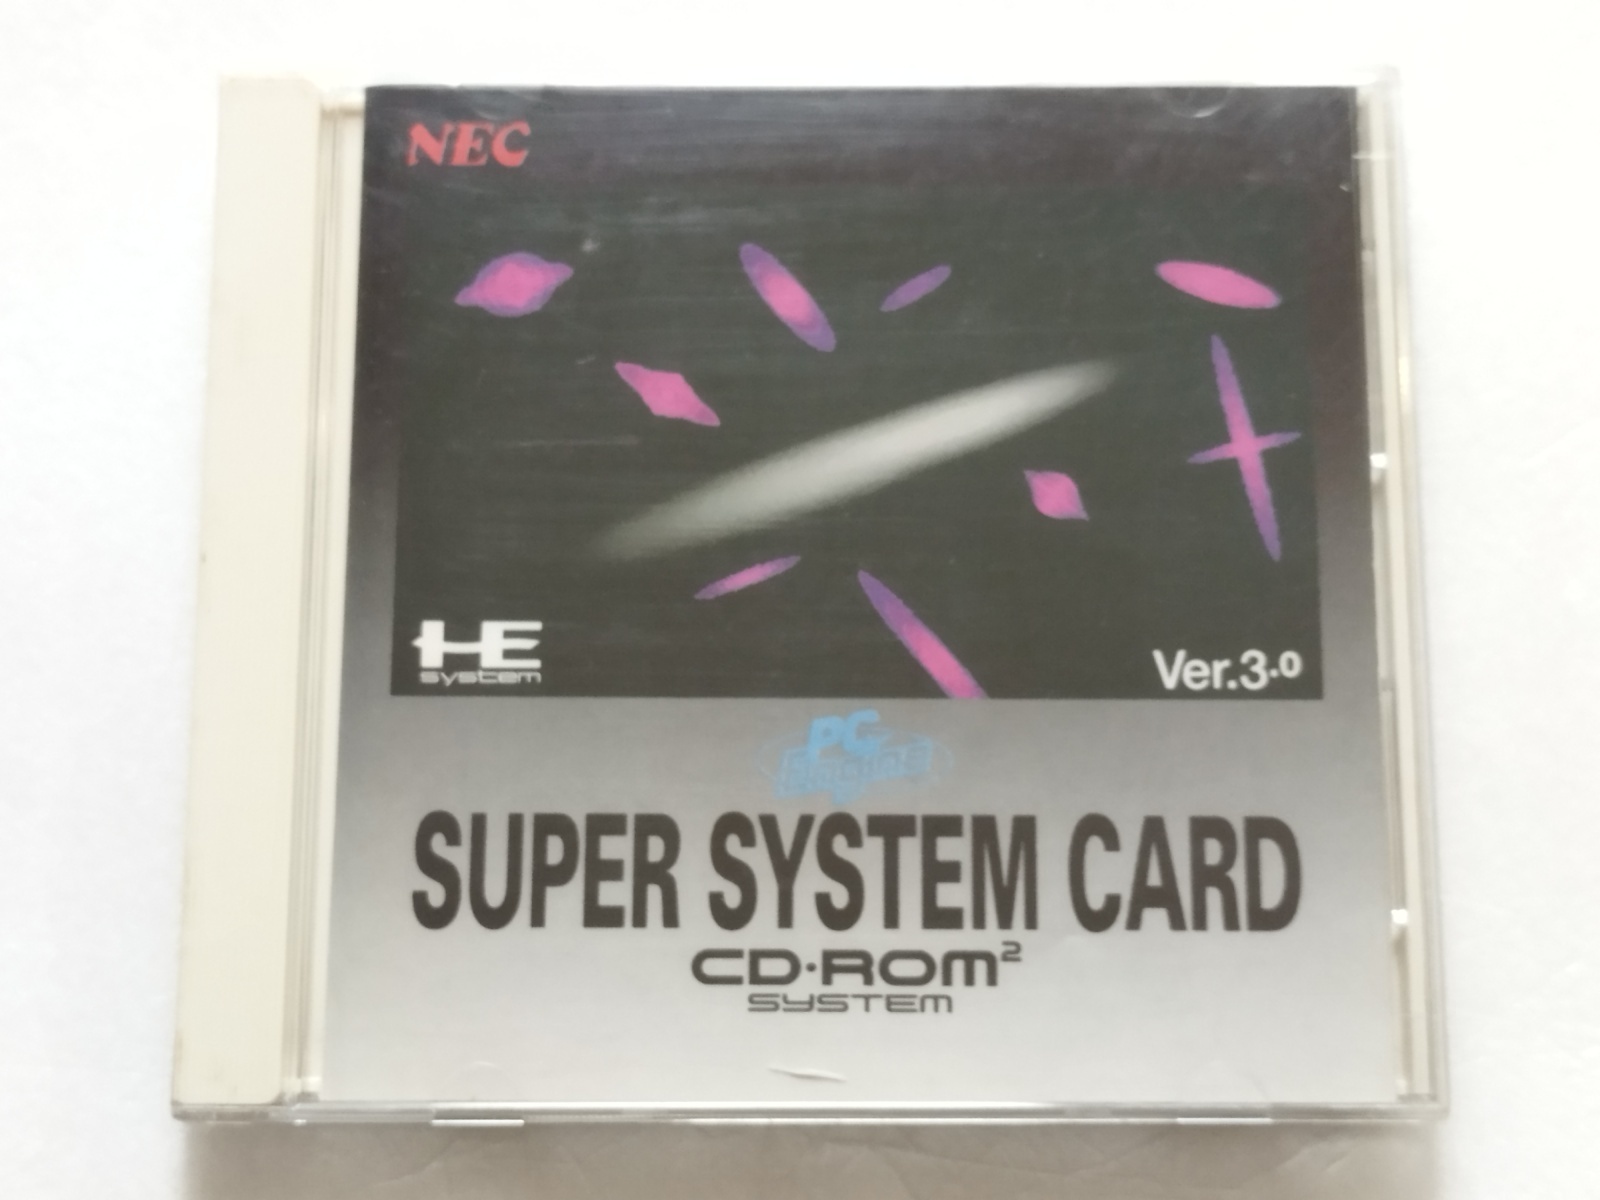 NEC
HE
system
Ver.3.0
PC
Engine
SUPER SYSTEM CARD
CD·ROM²
SYSTEM